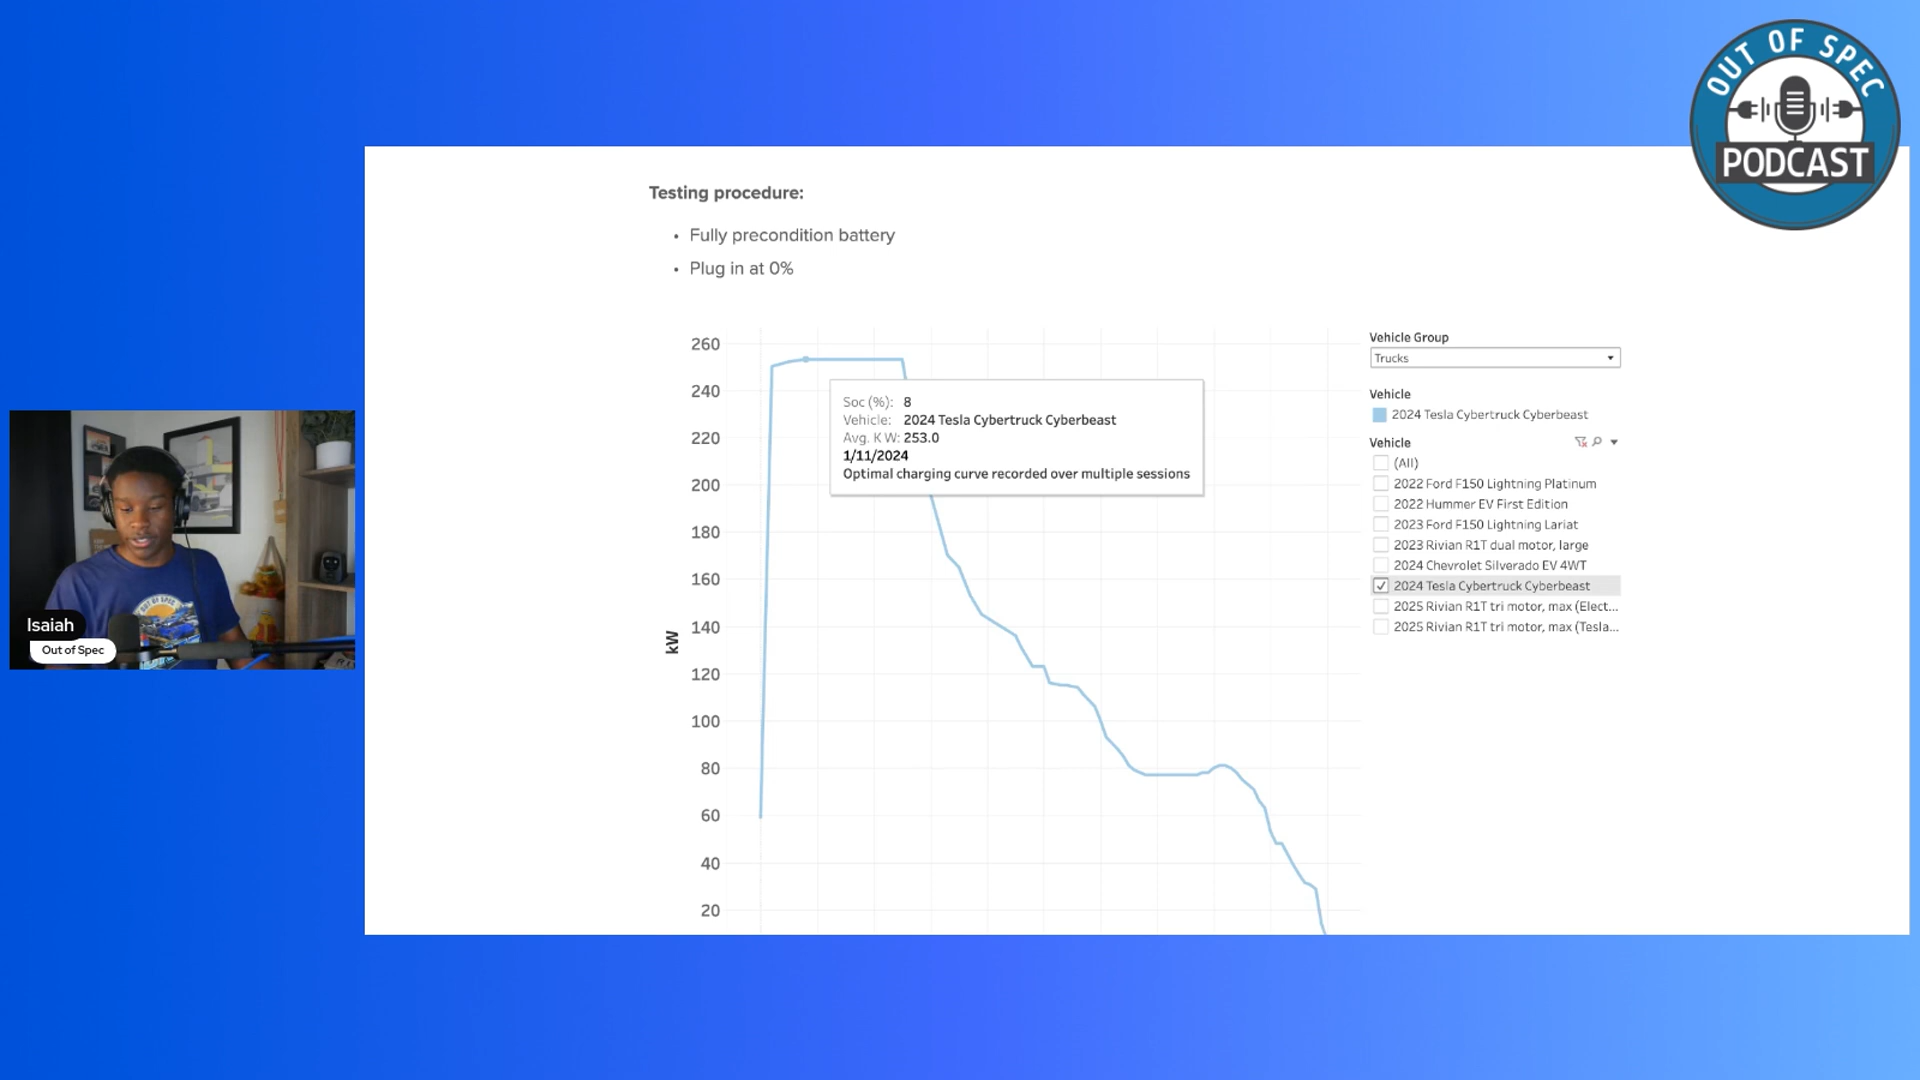 OUT OF SPEC
PODCAST
Testing procedure:
• Fully precondition battery
• Plug in at 0%
260
240
220
200
180
160
140
120
100
80
60
40
20
kW
Soc (%): 8
Vehicle: 2024 Tesla Cybertruck Cyberbeast
Avg. K W: 253.0
1/11/2024
Optimal charging curve recorded over multiple sessions
Vehicle Group
Trucks
Vehicle
2024 Tesla Cybertruck Cyberbeast
Vehicle
(All)
2022 Ford F150 Lightning Platinum
2022 Hummer EV First Edition
2023 Ford F150 Lightning Lariat
2023 Rivian R1T dual motor, large
2024 Chevrolet Silverado EV 4WT
2024 Tesla Cybertruck Cyberbeast
2025 Rivian R1T tri motor, max (Elect...
2025 Rivian R1T tri motor, max (Tesla...
OUT OF SPEC
Isaiah
Out of Spec